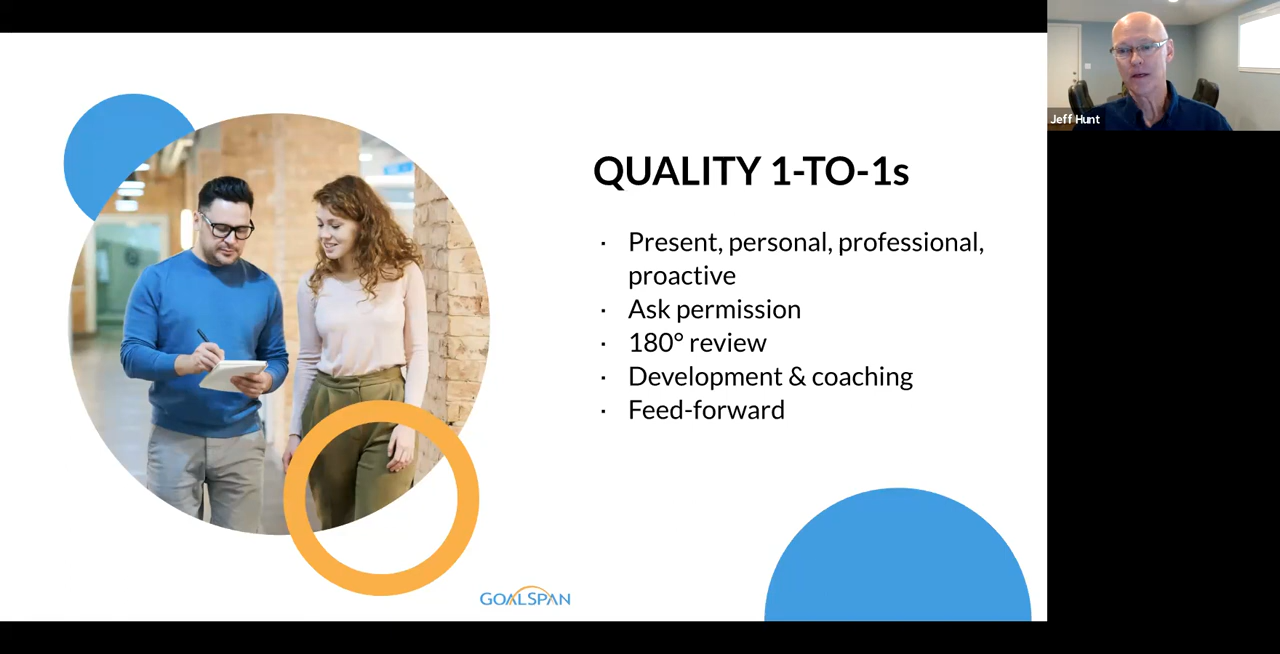 Jeff Hunt
QUALITY 1-TO-1s
· Present, personal, professional,
proactive
· Ask permission
· 180° review
· Development & coaching
· Feed-forward
GOALSPAN